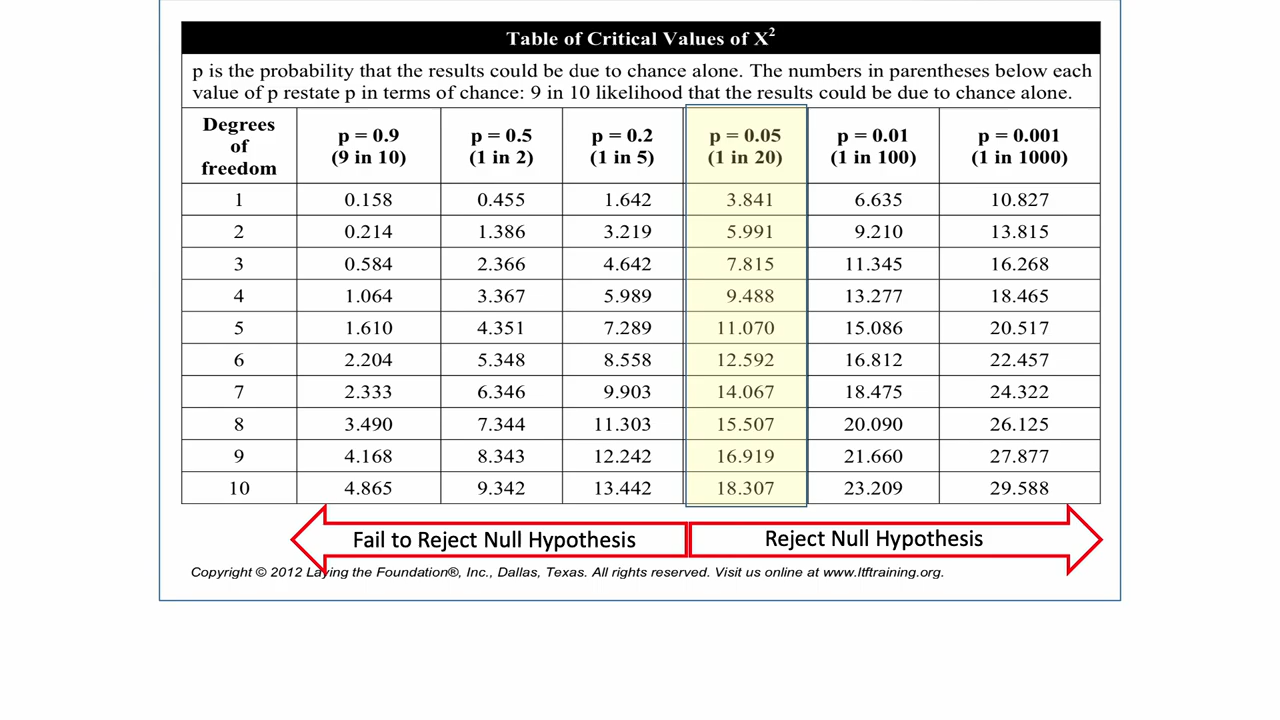 Table of Critical Values of X²
p is the probability that the results could be due to chance alone. The numbers in parentheses below each
value of p restate p in terms of chance: 9 in 10 likelihood that the results could be due to chance alone.
Degrees of freedom p = 0.9 (9 in 10) p = 0.5 (1 in 2) p = 0.2 (1 in 5) p = 0.05 (1 in 20) p = 0.01 (1 in 100) p = 0.001 (1 in 1000)
1 0.158 0.455 1.642 3.841 6.635 10.827
2 0.214 1.386 3.219 5.991 9.210 13.815
3 0.584 2.366 4.642 7.815 11.345 16.268
4 1.064 3.367 5.989 9.488 13.277 18.465
5 1.610 4.351 7.289 11.070 15.086 20.517
6 2.204 5.348 8.558 12.592 16.812 22.457
7 2.333 6.346 9.903 14.067 18.475 24.322
8 3.490 7.344 11.303 15.507 20.090 26.125
9 4.168 8.343 12.242 16.919 21.660 27.877
10 4.865 9.342 13.442 18.307 23.209 29.588
Fail to Reject Null Hypothesis Reject Null Hypothesis
Copyright © 2012 Laying the Foundation®, Inc., Dallas, Texas. All rights reserved. Visit us online at www.ltftraining.org.